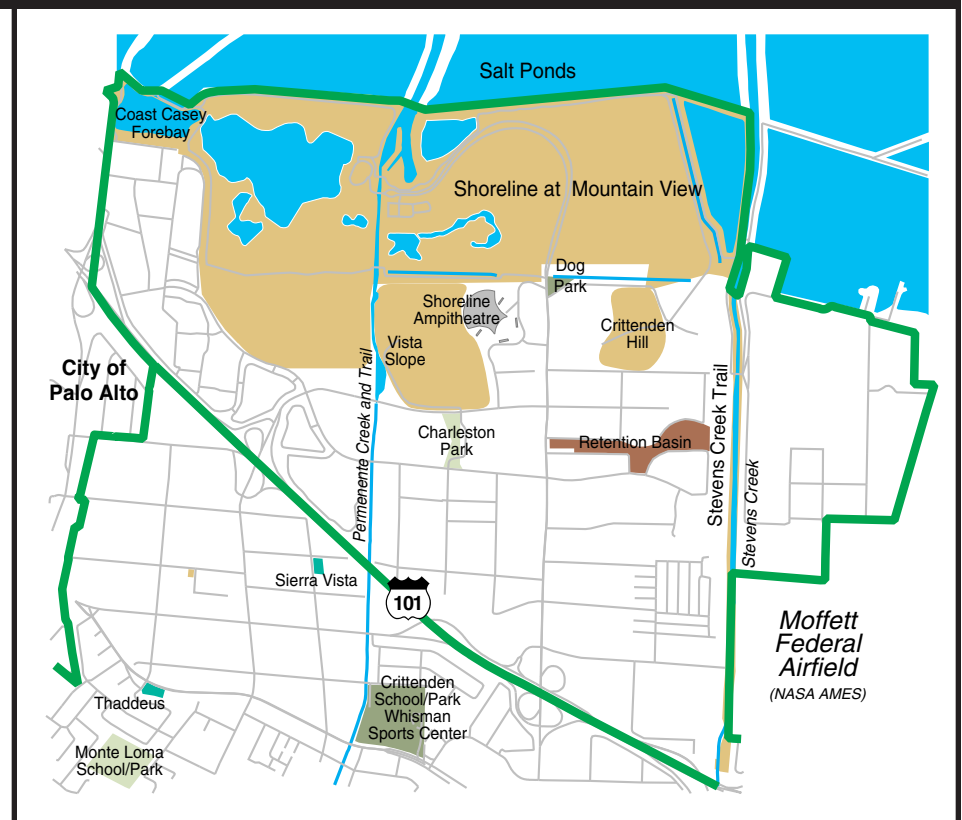 Salt Ponds
Coast Casey
Forebay
Shoreline at Mountain View
Dog
Park
Shoreline
Ampitheatre
Crittenden
Hill
Vista
Slope
City of
Palo Alto
Permenente Creek and Trail
Charleston
Park
Retention Basin
Stevens Creek Trail
Stevens Creek
Sierra Vista
101
Moffett
Federal
Airfield
(NASA AMES)
Crittenden
School/Park
Whisman
Sports Center
Thaddeus
Monte Loma
School/Park